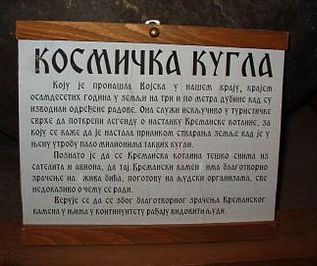 КОСМИЧКА КУГЛА
Коју је пронашла Војска у нашем крају, крајем
осамдесетих година у земљи на три и по метра дубине кад су
изводили одређене радове. Она служи искључиво у туристичке
сврхе да поткрепи легенду о настанку Креманске котлине, за
коју се каже да је настала приликом стварања земље кад је у
њену утробу пало милионима таквих кугли.
Познато је да се Креманска котлина тешко снима из
сателита и авиона, да тај Кремански камен има благотворно
зрачење на жива бића, поготову на људски организам, све
недоказиво о чему се ради.
Верује се да се због благотворног зрачења Креманског
камена у њима у континуитету рађају видовити људи.